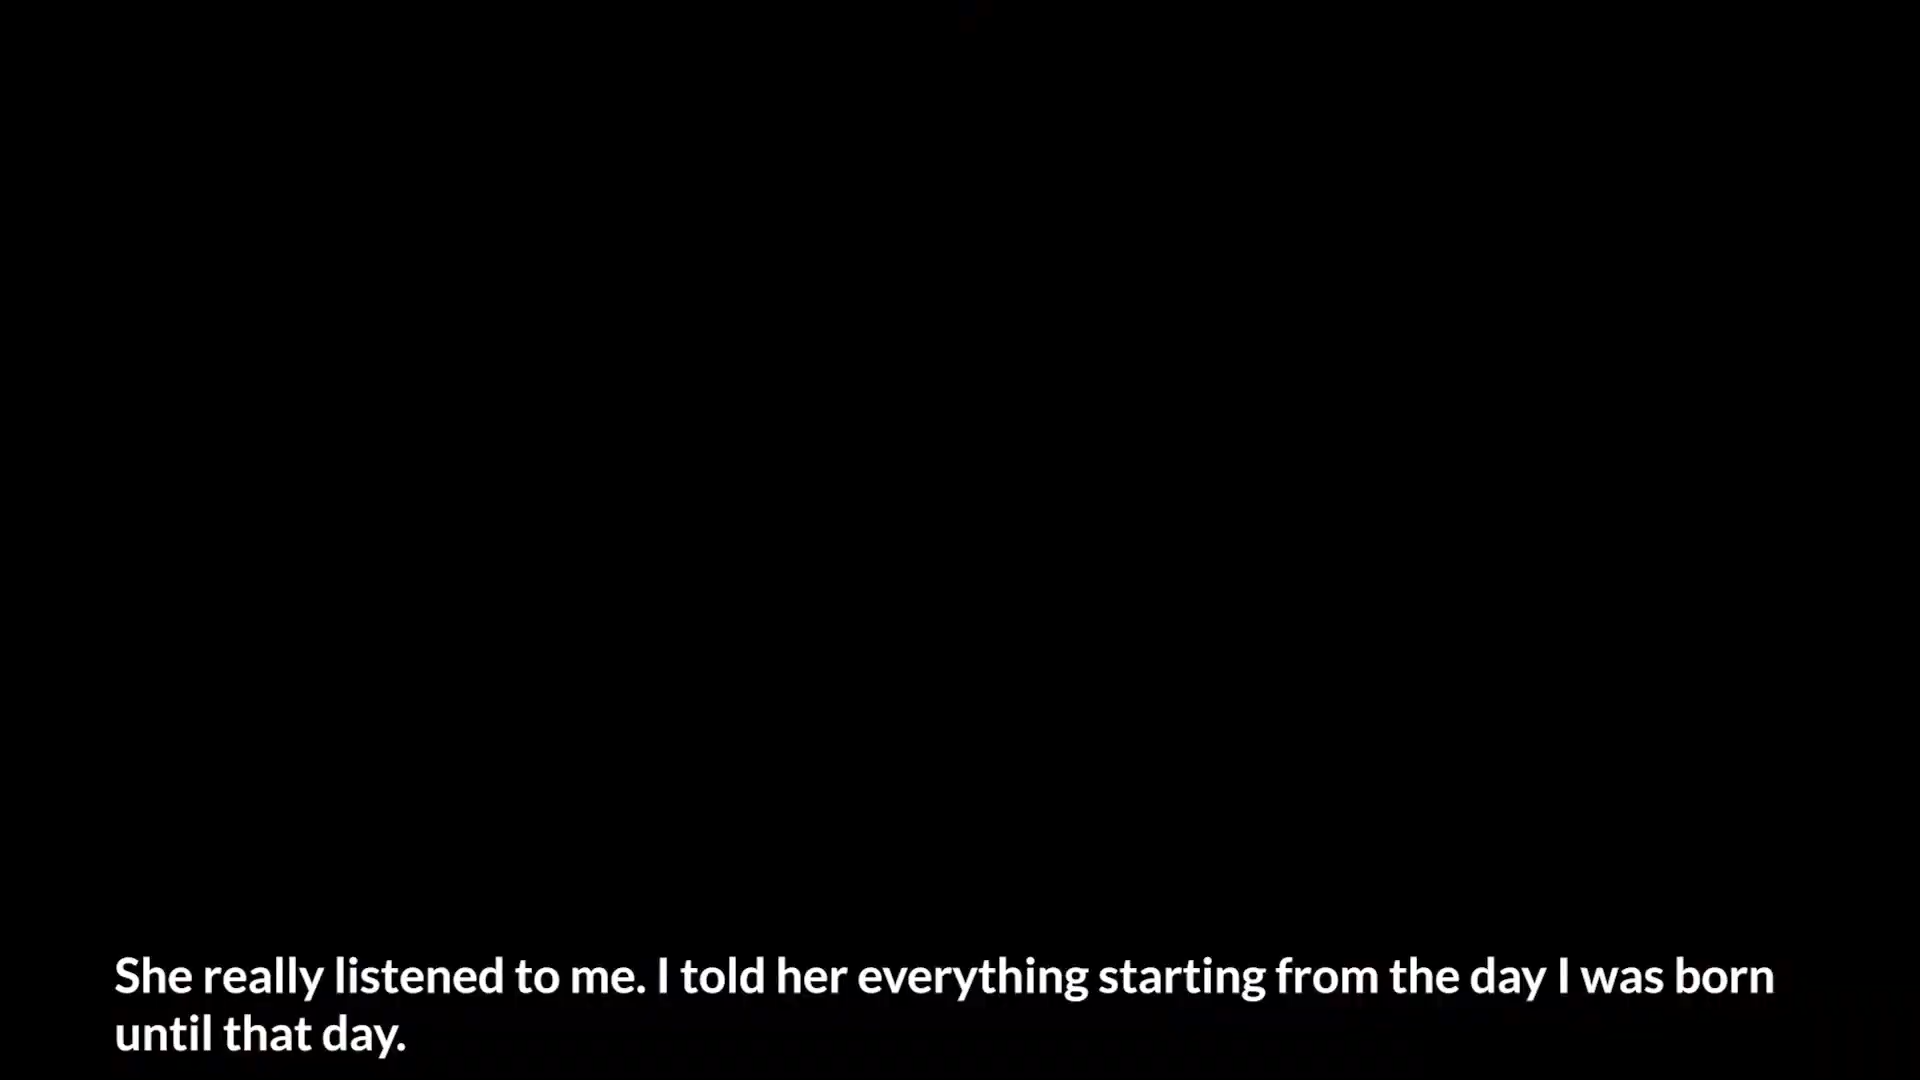 She really listened to me. I told her everything starting from the day I was born
until that day.